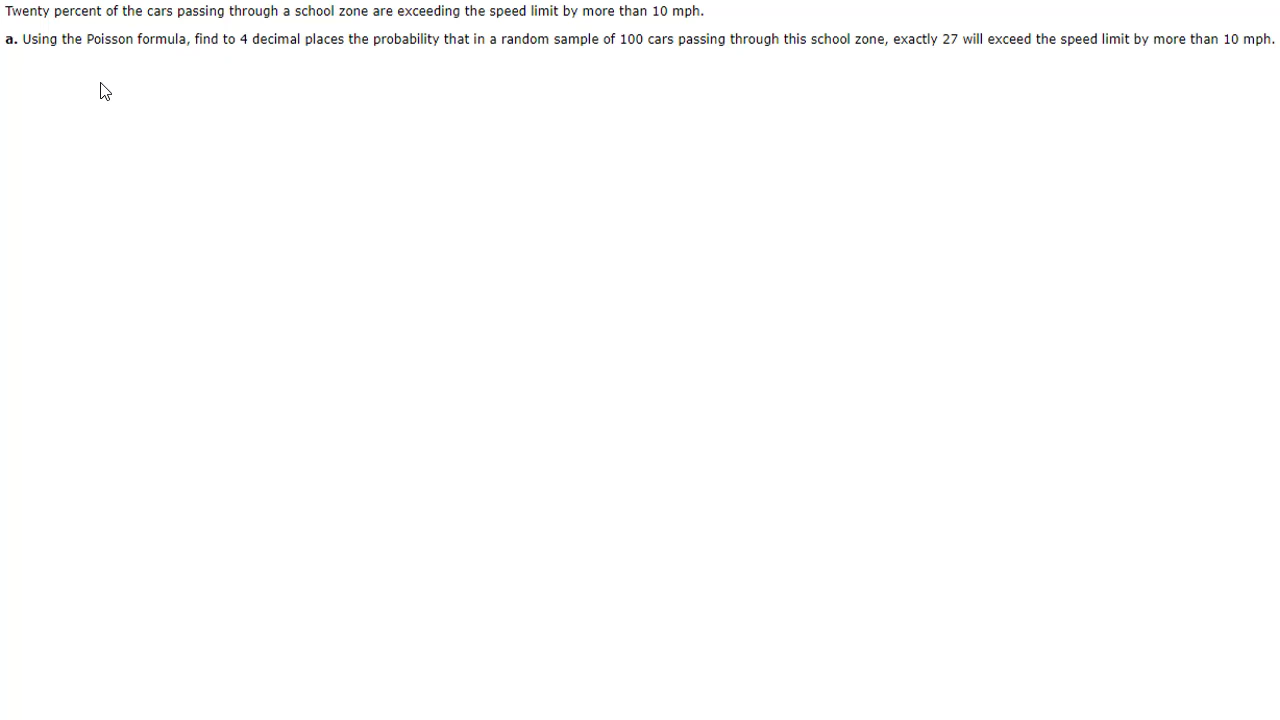 Twenty percent of the cars passing through a school zone are exceeding the speed limit by more than 10 mph.
a. Using the Poisson formula, find to 4 decimal places the probability that in a random sample of 100 cars passing through this school zone, exactly 27 will exceed the speed limit by more than 10 mph.